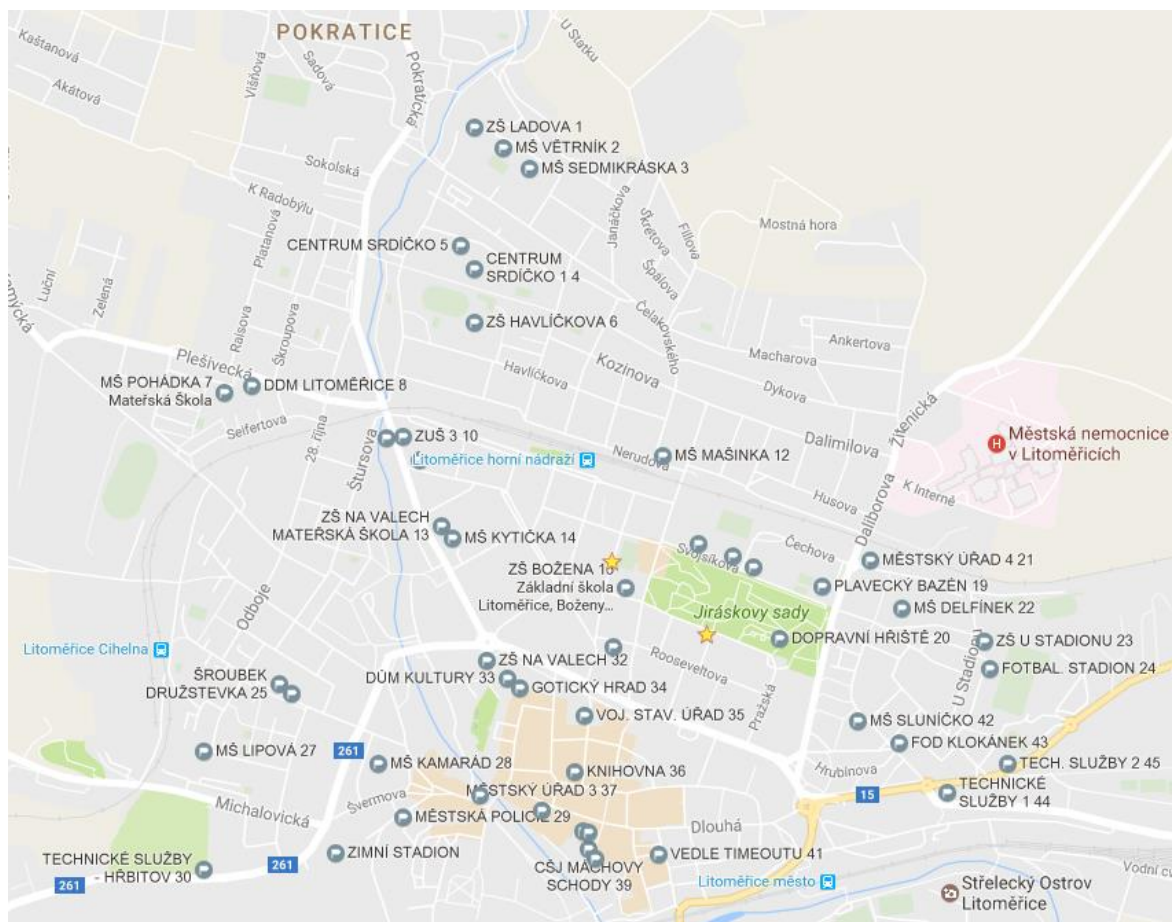 POKRATICE
U Statku
Kaštanová
Akátová
Višňová
Sadová
Pokratická
ZŠ LADOVA 1
MŠ VĚTRNÍK 2
MŠ SEDMIKRÁSKA 3
Sokolská
K Radobýlu
Platanová
Janáčkova
Škrétova
Fillova
Mostná hora
CENTRUM SRDÍČKO 5
CENTRUM
SRDÍČKO 1 4
Špálova
Luční
Zelená
Raisova
Škroupova
ZŠ HAVLÍČKOVA 6
Čelakovského
Ankertova
Macharova
Plešivecká
Havlíčkova
Kozinova
Dykova
MŠ POHÁDKA 7
Mateřská Škola
DDM LITOMĚŘICE 8
Žitenická
Seifertova
28. října
Štursova
ZUŠ 3 10
Dalimilova
Městská nemocnice
v Litoměřicích
Litoměřice horní nádraží
Nerudova
MŠ MAŠINKA 12
Husova
K Interně
Daliborova
ZŠ NA VALECH
MATEŘSKÁ ŠKOLA 13
MŠ KYTIČKA 14
Svojsíkova
Čechova
MĚSTSKÝ ÚŘAD 4 21
ZŠ BOŽENA 16
Základní škola
Litoměřice, Boženy...
PLAVECKÝ BAZÉN 19
Odboje
Jiráskovy sady
MŠ DELFÍNEK 22
DOPRAVNÍ HŘIŠTĚ 20
U Stadionu
ZŠ U STADIONU 23
Litoměřice Cihelna
ZŠ NA VALECH 32
Rooseveltova
FOTBAL. STADION 24
ŠROUBEK
DRUŽSTEVKA 25
DŮM KULTURY 33
GOTICKÝ HRAD 34
Pražská
VOJ. STAV. ÚŘAD 35
MŠ SLUNÍČKO 42
MŠ LIPOVÁ 27
261
FOD KLOKÁNEK 43
MŠ KAMARÁD 28
KNIHOVNA 36
Hrubínova
TECH. SLUŽBY 2 45
MĚSTSKÝ ÚŘAD 3 37
15
TECHNICKÉ
SLUŽBY 1 44
Michalovická
Švermova
MĚSTSKÁ POLICIE 29
Dlouhá
ZIMNÍ STADION
VEDLE TIMEOUTU 41
TECHNICKÉ SLUŽBY
- HŘBITOV 30
261
CŠJ MÁCHOVY
SCHODY 39
Vodní
261
Litoměřice město
Střelecký Ostrov
Litoměřice